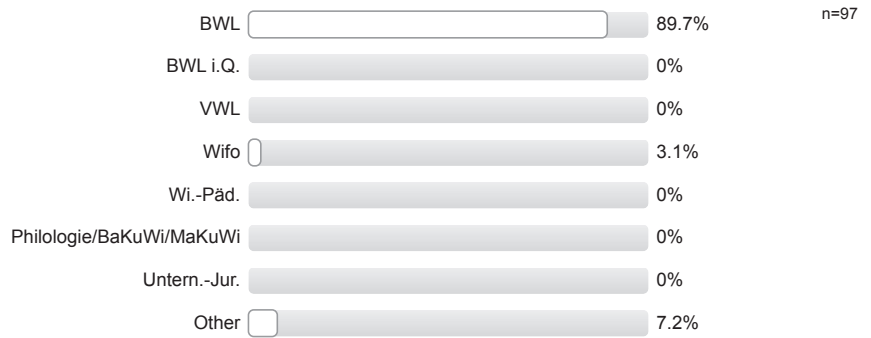 BWL 89.7% n=97
BWL i.Q. 0%
VWL 0%
Wifo 3.1%
Wi.-Päd. 0%
Philologie/BaKuWi/MaKuWi 0%
Untern.-Jur. 0%
Other 7.2%